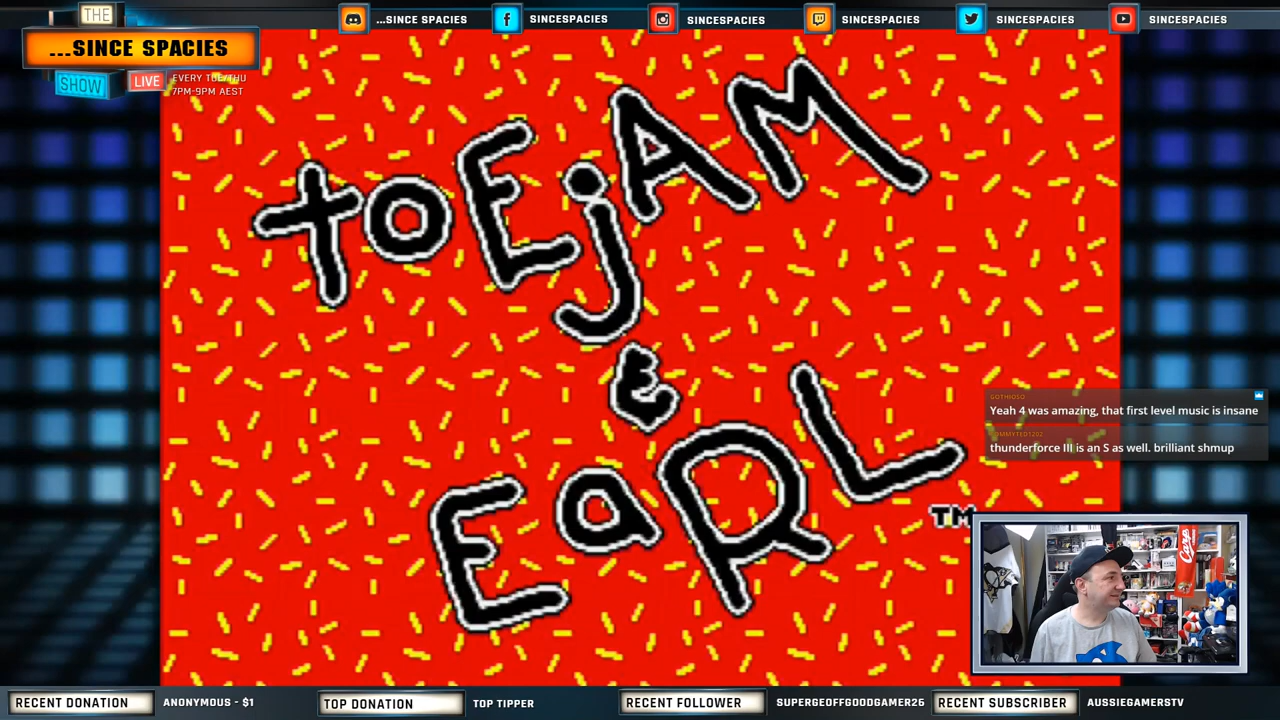 THE
...SINCE SPACIES
SHOW
LIVE
EVERY TUE/THU
7PM-9PM AEST
...SINCE SPACIES
SINCESPACIES
SINCESPACIES
SINCESPACIES
SINCESPACIES
SINCESPACIES
toEjAM
&
EaRL
TM
GOTHIOSO
Yeah 4 was amazing, that first level music is insane
thunderforce III is an S as well. brilliant shmup
RECENT DONATION
ANONYMOUS - $1
TOP DONATION
TOP TIPPER
RECENT FOLLOWER
SUPERGEOFFGOODGAMER26
RECENT SUBSCRIBER
AUSSIEGAMERSTV